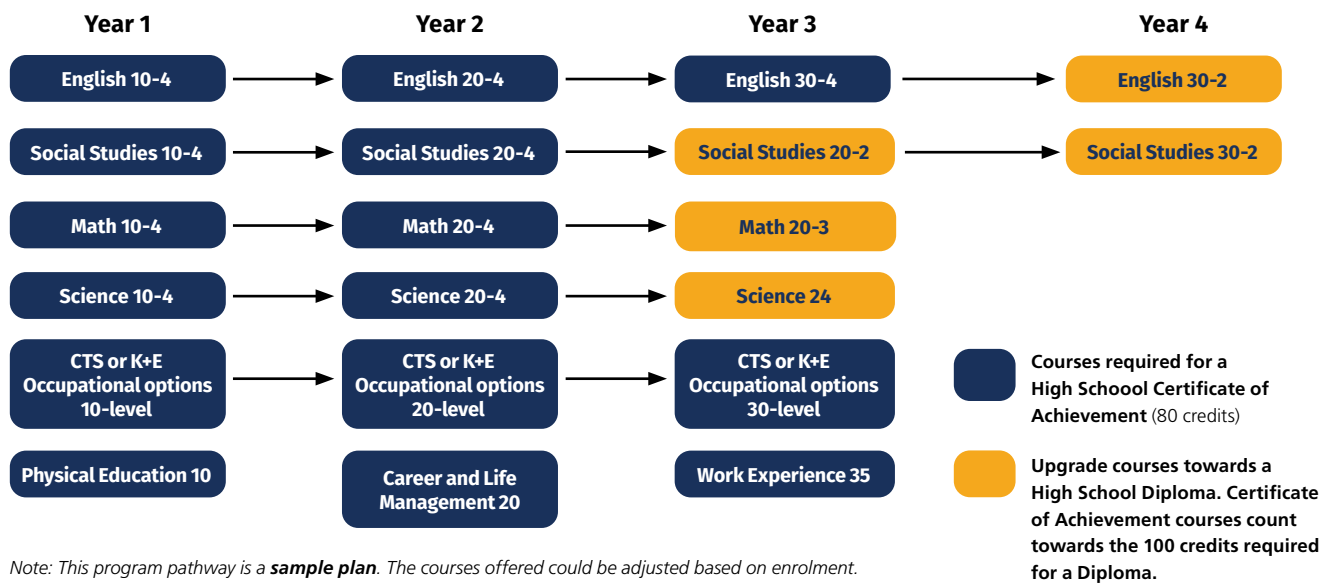 Year 1
Year 2
Year 3
Year 4
English 10-4
English 20-4
English 30-4
English 30-2
Social Studies 10-4
Social Studies 20-4
Social Studies 20-2
Social Studies 30-2
Math 10-4
Math 20-4
Math 20-3
Science 10-4
Science 20-4
Science 24
CTS or K+E
Occupational options
10-level
CTS or K+E
Occupational options
20-level
CTS or K+E
Occupational options
30-level
Physical Education 10
Career and Life
Management 20
Work Experience 35
Courses required for a
High Schoool Certificate of
Achievement (80 credits)
Upgrade courses towards a
High School Diploma. Certificate
of Achievement courses count
towards the 100 credits required
for a Diploma.
Note: This program pathway is a sample plan. The courses offered could be adjusted based on enrolment.